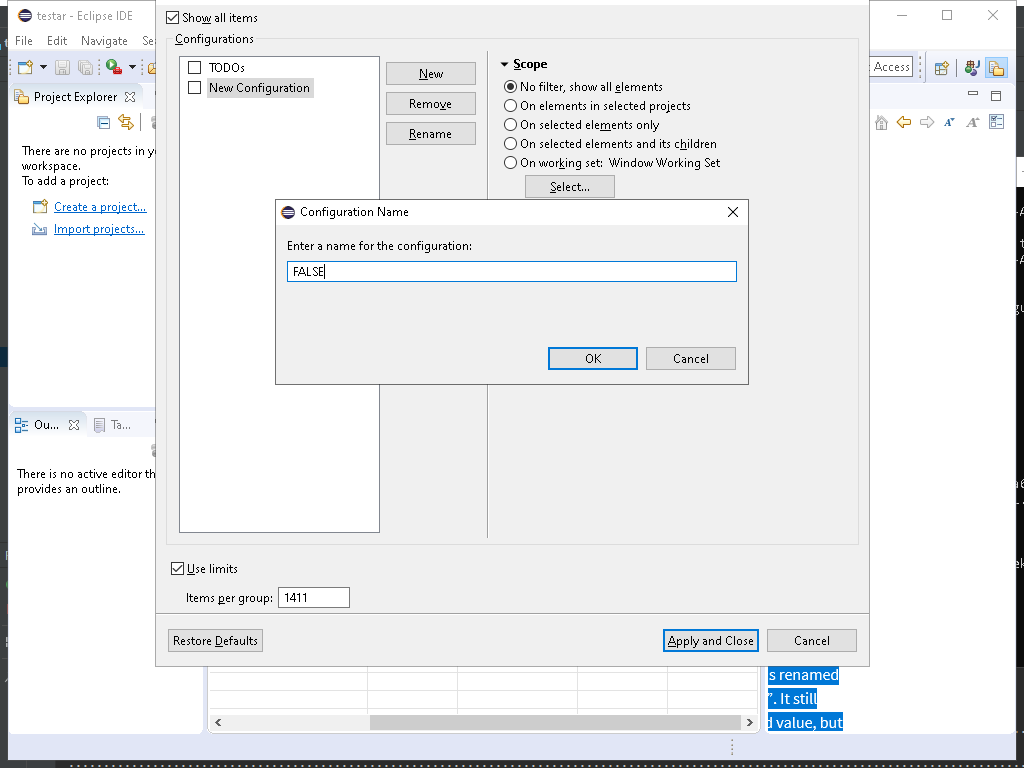 testar - Eclipse IDE
File Edit Navigate Se
Access
Project Explorer
There are no projects in y
workspace.
To add a project:
Create a project...
Import projects...
Ou...
Ta...
There is no active editor th
provides an outline.
Show all items
Configurations
TODOs
New Configuration
New
Remove
Rename
Scope
No filter, show all elements
On elements in selected projects
On selected elements only
On selected elements and its children
On working set: Window Working Set
Select...
Configuration Name
Enter a name for the configuration:
FALSE
OK
Cancel
Use limits
Items per group: 1411
Restore Defaults
Apply and Close
Cancel
s renamed
”. It still
d value, but